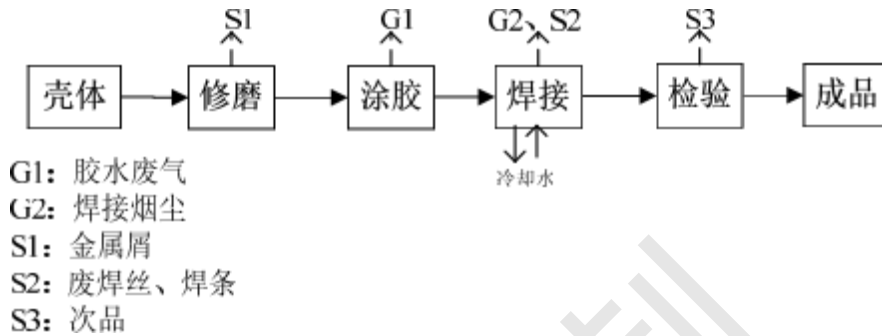 S1 G1 G2、S2 S3
壳体 修磨 涂胶 焊接 检验 成品
冷却水
G1：胶水废气
G2：焊接烟尘
S1：金属屑
S2：废焊丝、焊条
S3：次品